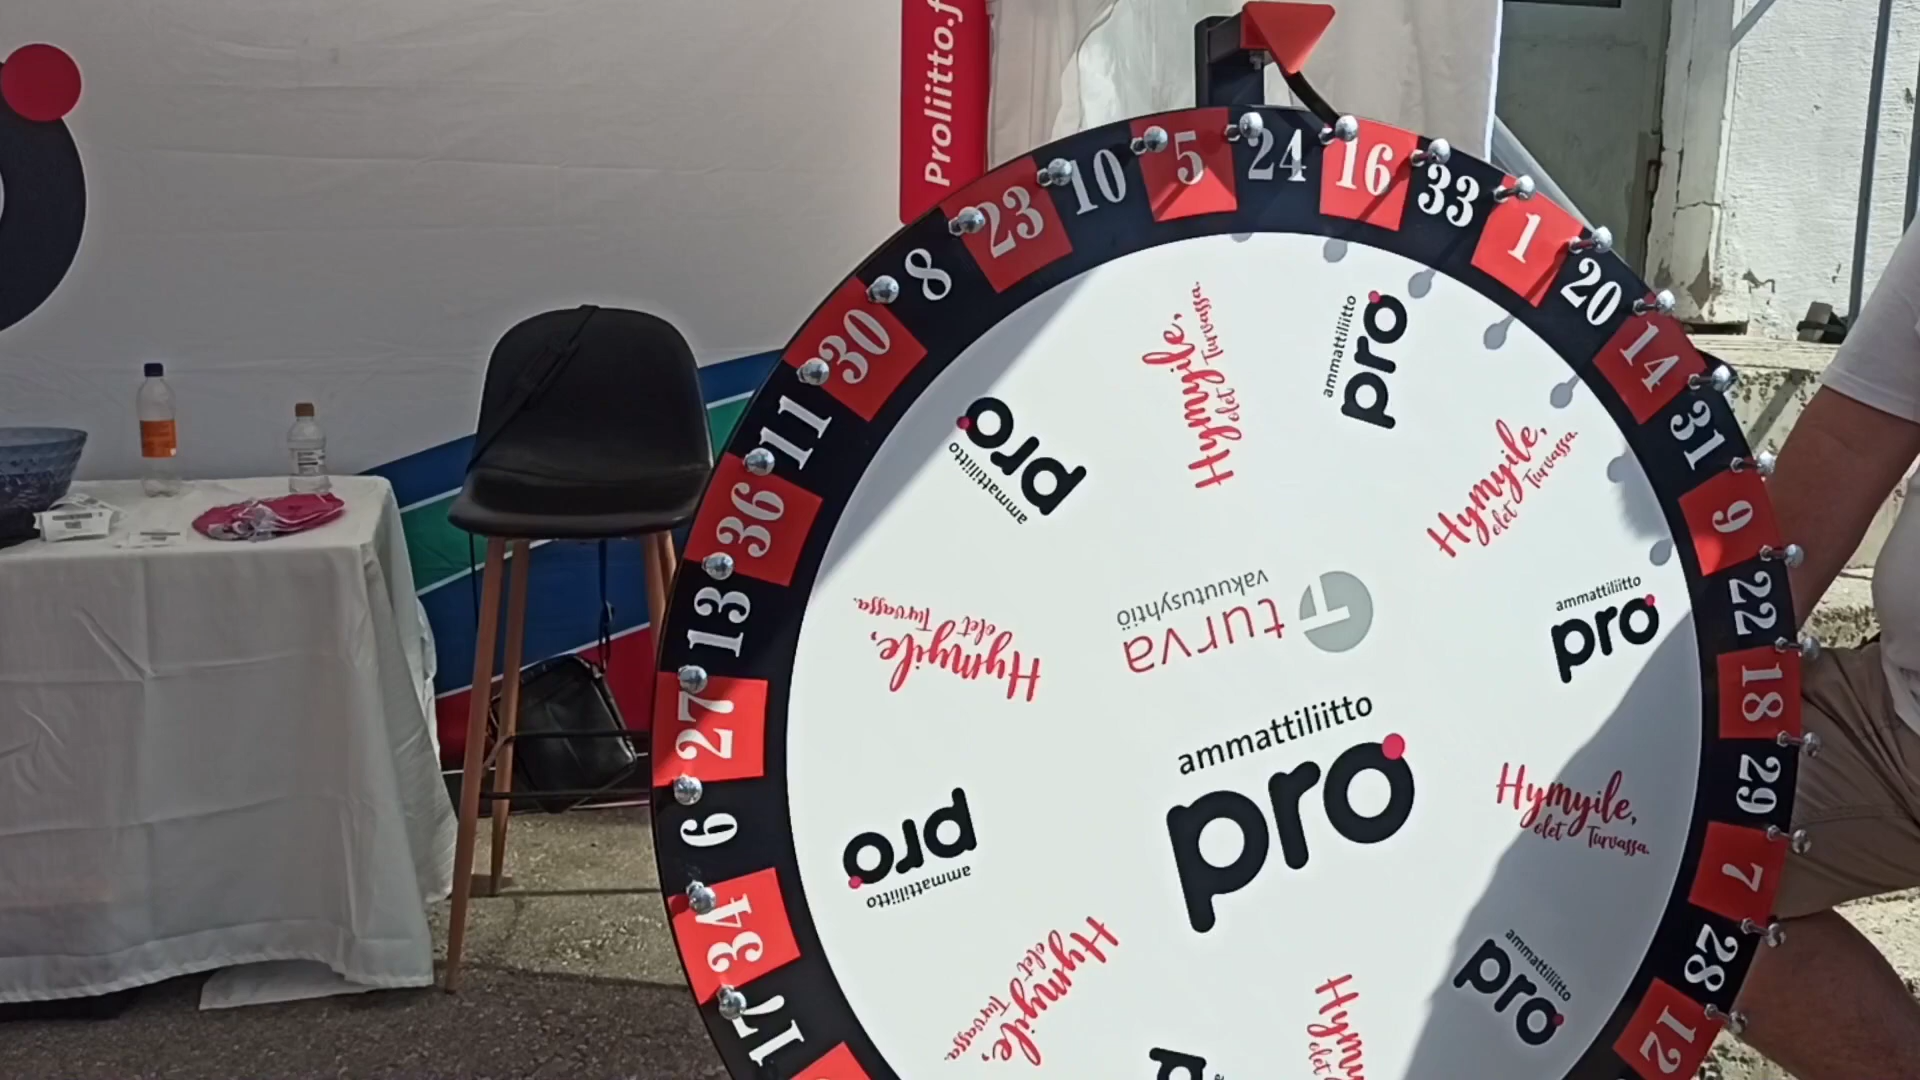 Proliitto.f
8
23
10
5
24
16
33
1
20
14
31
9
22
18
29
7
28
12
30
11
36
13
27
6
34
17
ammattiliitto
pro
Hymyile,
olet Turvassa.
ammattiliitto
pro
Hymyile,
olet Turvassa.
ammattiliitto
pro
Hymyile,
olet Turvassa.
turva
vakuutusyhtiö
ammattiliitto
pro
ammattiliitto
pro
Hymyile,
olet Turvassa.
ammattiliitto
pro
Hymyile,
olet Turvassa.
ammattiliitto
pro
Hymy
olet